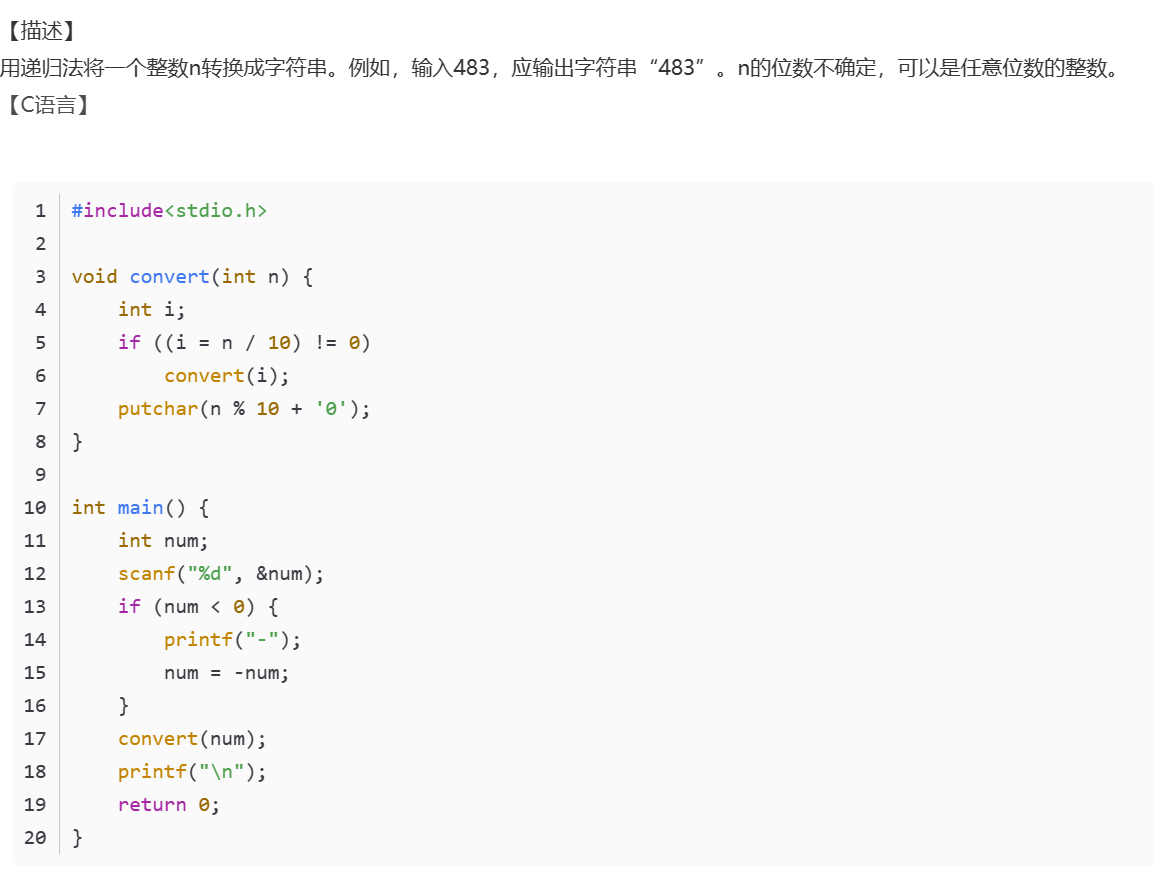 【描述】
用递归法将一个整数n转换成字符串。例如，输入483，应输出字符串“483”。n的位数不确定，可以是任意位数的整数。
【C语言】
1 #include<stdio.h>
2
3 void convert(int n) {
4     int i;
5     if ((i = n / 10) != 0)
6         convert(i);
7     putchar(n % 10 + '0');
8 }
9
10 int main() {
11     int num;
12     scanf("%d", &num);
13     if (num < 0) {
14         printf("-");
15         num = -num;
16     }
17     convert(num);
18     printf("\n");
19     return 0;
20 }